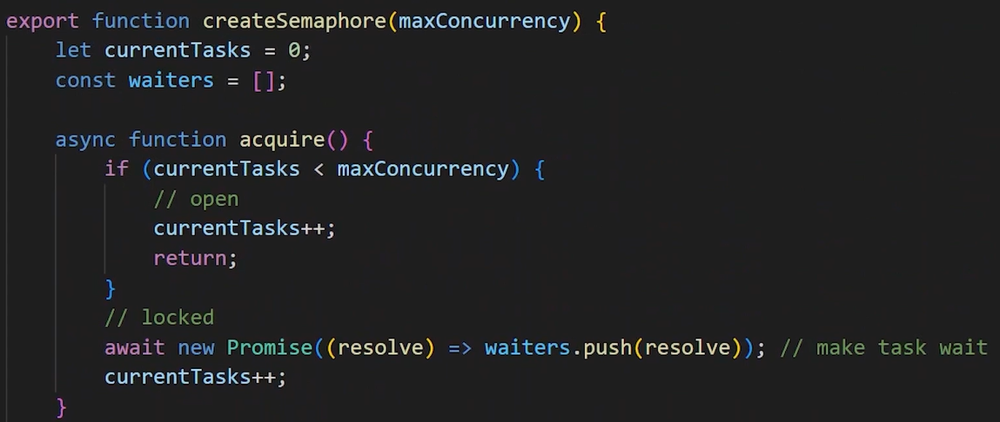 export function createSemaphore(maxConcurrency) {
    let currentTasks = 0;
    const waiters = [];

    async function acquire() {
        if (currentTasks < maxConcurrency) {
            // open
            currentTasks++;
            return;
        }
        // locked
        await new Promise((resolve) => waiters.push(resolve)); // make task wait
        currentTasks++;
    }